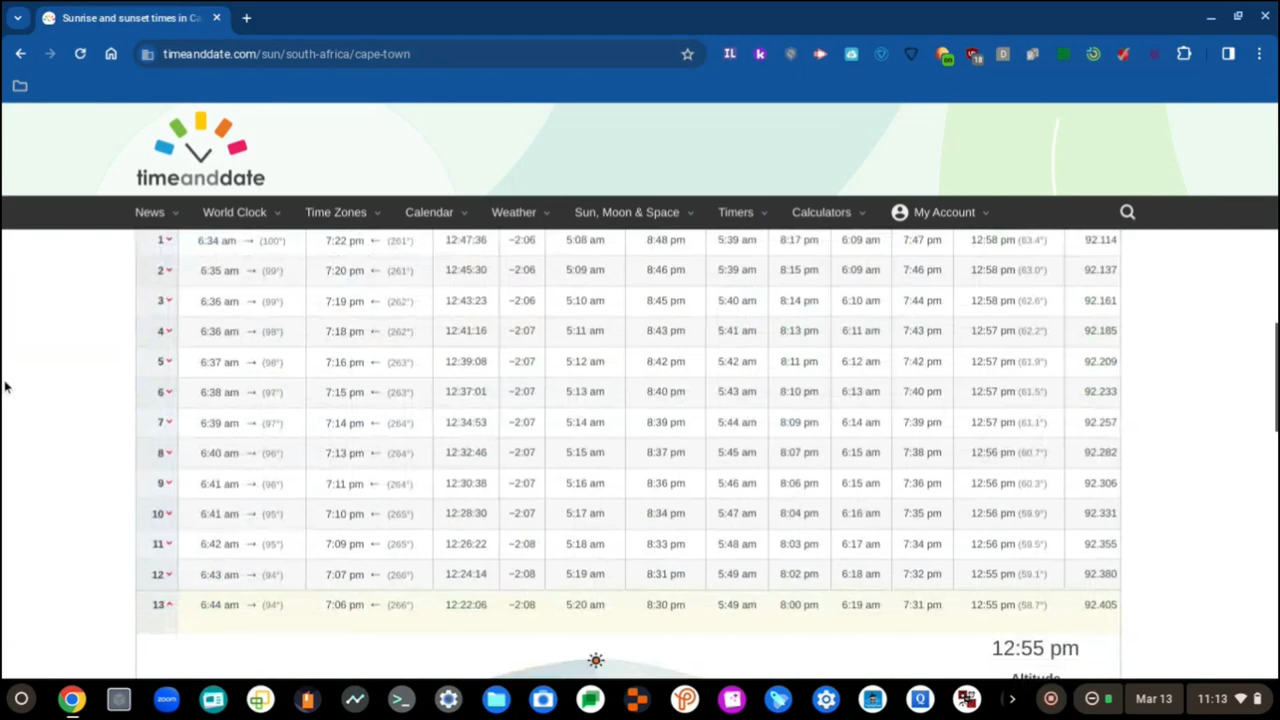 Sunrise and sunset times in Ca
timeanddate.com/sun/south-africa/cape-town
timeanddate
News World Clock Time Zones Calendar Weather Sun, Moon & Space Timers Calculators My Account
1 6:34 am → (100°) 7:22 pm ← (261°) 12:47:36 −2:06 5:08 am 8:48 pm 5:39 am 8:17 pm 6:09 am 7:47 pm 12:58 pm (63.4°) 92.114
2 6:35 am → (99°) 7:20 pm ← (261°) 12:45:30 −2:06 5:09 am 8:46 pm 5:39 am 8:15 pm 6:09 am 7:46 pm 12:58 pm (63.0°) 92.137
3 6:36 am → (99°) 7:19 pm ← (262°) 12:43:23 −2:06 5:10 am 8:45 pm 5:40 am 8:14 pm 6:10 am 7:44 pm 12:58 pm (62.6°) 92.161
4 6:36 am → (98°) 7:18 pm ← (262°) 12:41:16 −2:07 5:11 am 8:43 pm 5:41 am 8:13 pm 6:11 am 7:43 pm 12:57 pm (62.2°) 92.185
5 6:37 am → (98°) 7:16 pm ← (263°) 12:39:08 −2:07 5:12 am 8:42 pm 5:42 am 8:11 pm 6:12 am 7:42 pm 12:57 pm (61.9°) 92.209
6 6:38 am → (97°) 7:15 pm ← (263°) 12:37:01 −2:07 5:13 am 8:40 pm 5:43 am 8:10 pm 6:13 am 7:40 pm 12:57 pm (61.5°) 92.233
7 6:39 am → (97°) 7:14 pm ← (264°) 12:34:53 −2:07 5:14 am 8:39 pm 5:44 am 8:09 pm 6:14 am 7:39 pm 12:57 pm (61.1°) 92.257
8 6:40 am → (96°) 7:13 pm ← (264°) 12:32:46 −2:07 5:15 am 8:37 pm 5:45 am 8:07 pm 6:15 am 7:38 pm 12:56 pm (60.7°) 92.282
9 6:41 am → (96°) 7:11 pm ← (264°) 12:30:38 −2:07 5:16 am 8:36 pm 5:46 am 8:06 pm 6:15 am 7:36 pm 12:56 pm (60.3°) 92.306
10 6:41 am → (95°) 7:10 pm ← (265°) 12:28:30 −2:07 5:17 am 8:34 pm 5:47 am 8:04 pm 6:16 am 7:35 pm 12:56 pm (59.9°) 92.331
11 6:42 am → (95°) 7:09 pm ← (265°) 12:26:22 −2:08 5:18 am 8:33 pm 5:48 am 8:03 pm 6:17 am 7:34 pm 12:56 pm (59.5°) 92.355
12 6:43 am → (94°) 7:07 pm ← (266°) 12:24:14 −2:08 5:19 am 8:31 pm 5:49 am 8:02 pm 6:18 am 7:32 pm 12:55 pm (59.1°) 92.380
13 6:44 am → (94°) 7:06 pm ← (266°) 12:22:06 −2:08 5:20 am 8:30 pm 5:49 am 8:00 pm 6:19 am 7:31 pm 12:55 pm (58.7°) 92.405
12:55 pm
Altitude
Mar 13 11:13